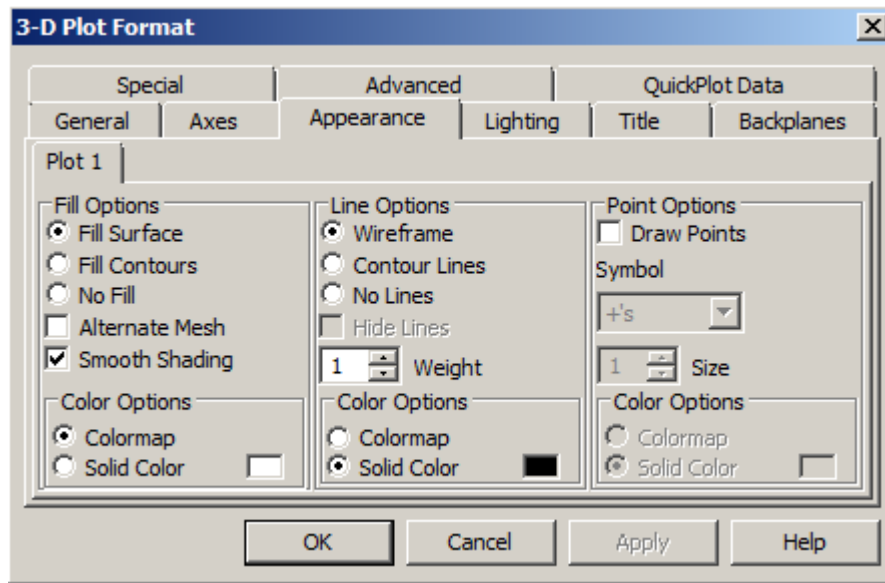 3-D Plot Format
Special Advanced QuickPlot Data
General Axes Appearance Lighting Title Backplanes
Plot 1
Fill Options
Fill Surface
Fill Contours
No Fill
Alternate Mesh
Smooth Shading
Color Options
Colormap
Solid Color
Line Options
Wireframe
Contour Lines
No Lines
Hide Lines
1 Weight
Color Options
Colormap
Solid Color
Point Options
Draw Points
Symbol
+'s
1 Size
Color Options
Colormap
Solid Color
OK Cancel Apply Help